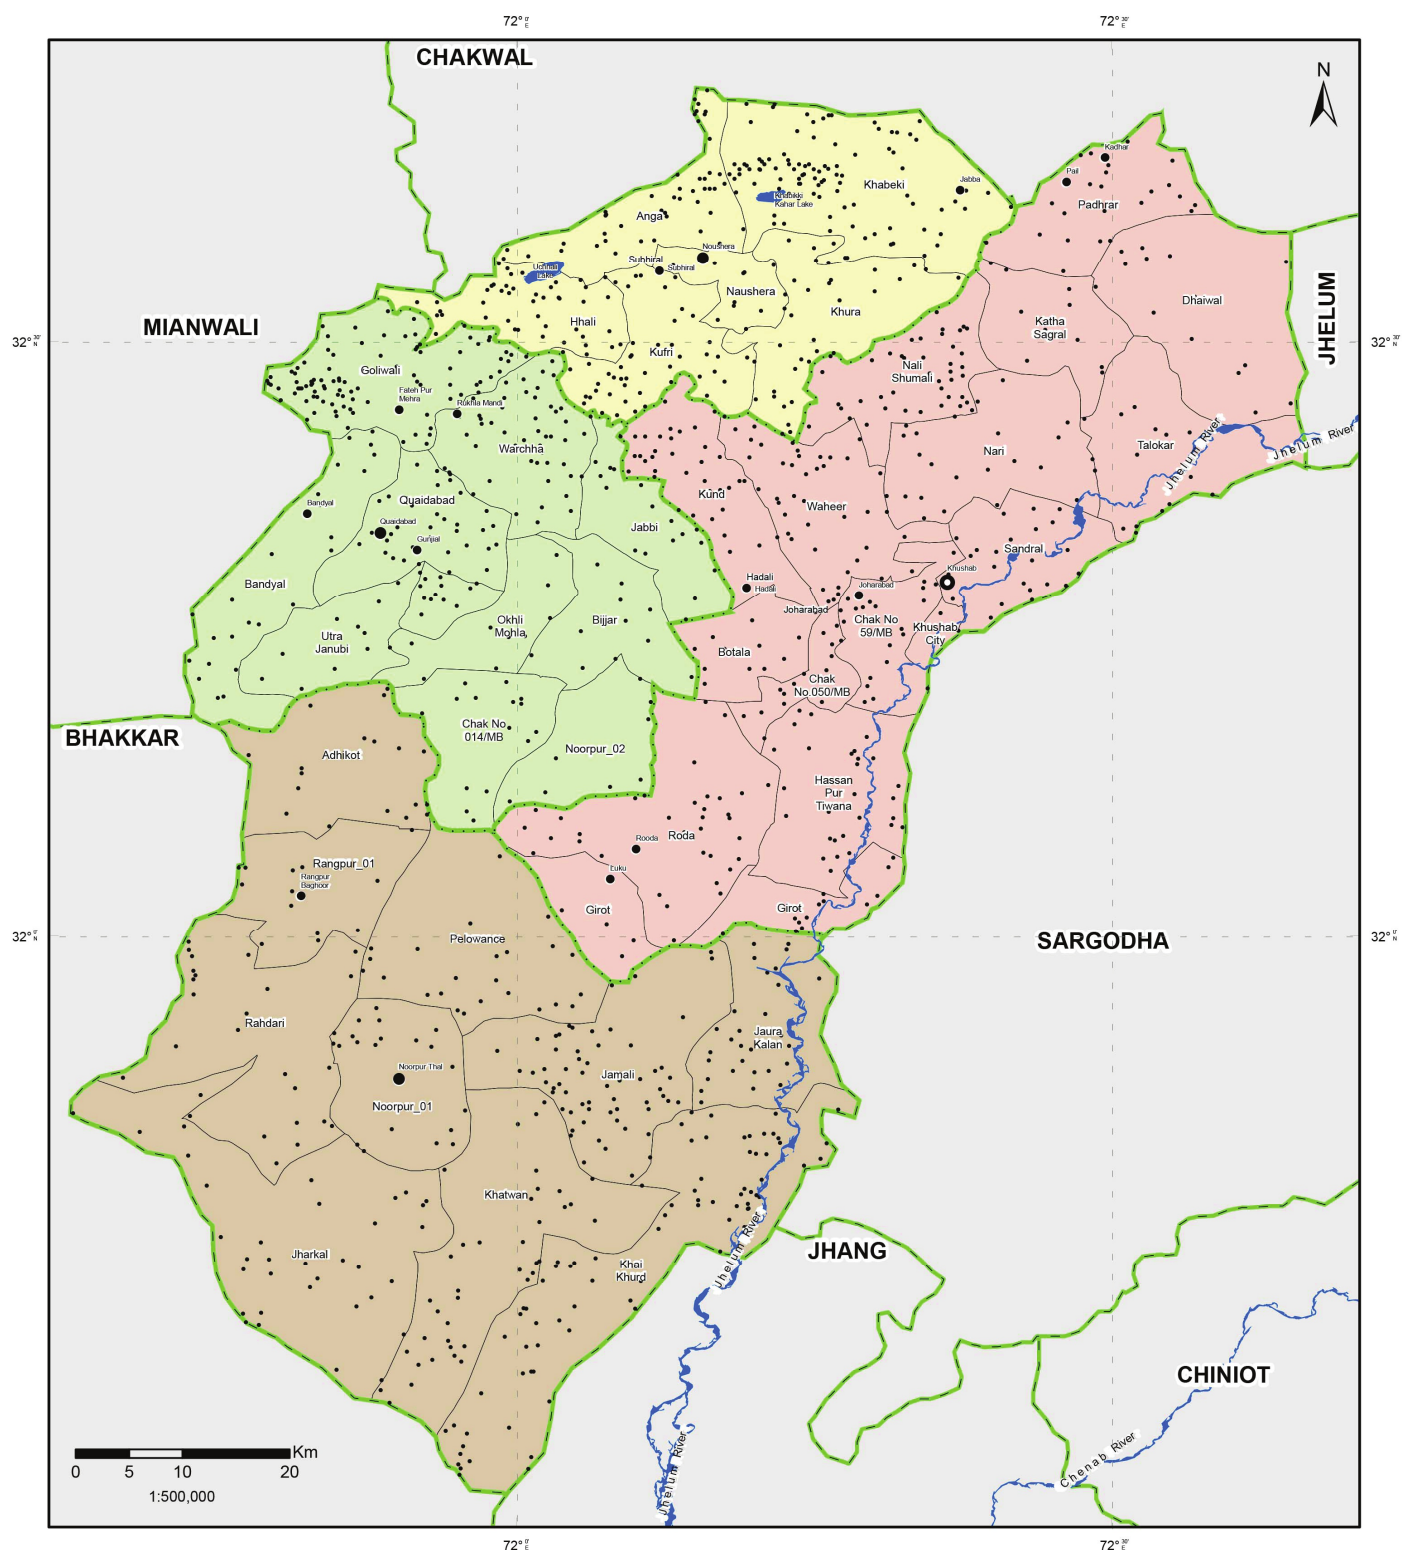 72° 0' E
72° 30' E
CHAKWAL
N
Kadhar
Pail
Jabba
Khabeki
Khabikki
Kahar Lake
Padhrar
Anga
Noushera
Subhiral
Subhiral
Uchhali
Lake
Naushera
Dhaiwal
JHELUM
Khura
Hhali
Katha
Sagral
MIANWALI
32° 30' N
32° 30' N
Kufri
Goliwali
Nali
Shumali
Fateh Pur
Mehra
Rukhla Mandi
Warchha
Nari
Talokar
Jhelum River
Jhelum River
Kund
Quaidabad
Waheer
Bandyal
Quaidabad
Jabbi
Gunjial
Sandral
Khushab
Bandyal
Hadali
Hadali
Joharabad
Joharabad
Okhli
Mohla
Bijjar
Chak No
59/MB
Khushab
City
Utra
Janubi
Botala
Chak
No.050/MB
BHAKKAR
Chak No
014/MB
Noorpur_02
Adhikot
Hassan
Pur
Tiwana
Rooda
Roda
Rangpur_01
Rangpur
Baghoor
Luku
Girot
Girot
32° 0' N
32° 0' N
Pelowance
SARGODHA
Rahdari
Jaura
Kalan
Noorpur Thal
Jamali
Noorpur_01
Khatwan
Jhelum River
JHANG
Jharkal
Khai
Khurd
CHINIOT
Chenab River
Jhelum River
Km
0 5 10 20
1:500,000
72° 0' E
72° 30' E